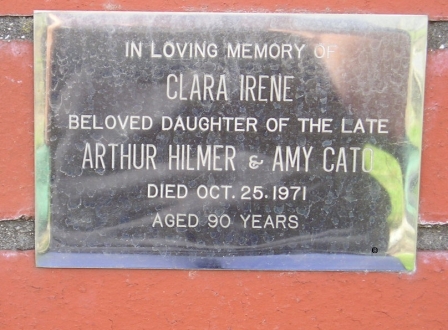 IN LOVING MEMORY OF
CLARA IRENE
BELOVED DAUGHTER OF THE LATE
ARTHUR HILMER & AMY CATO
DIED OCT. 25. 1971
AGED 90 YEARS